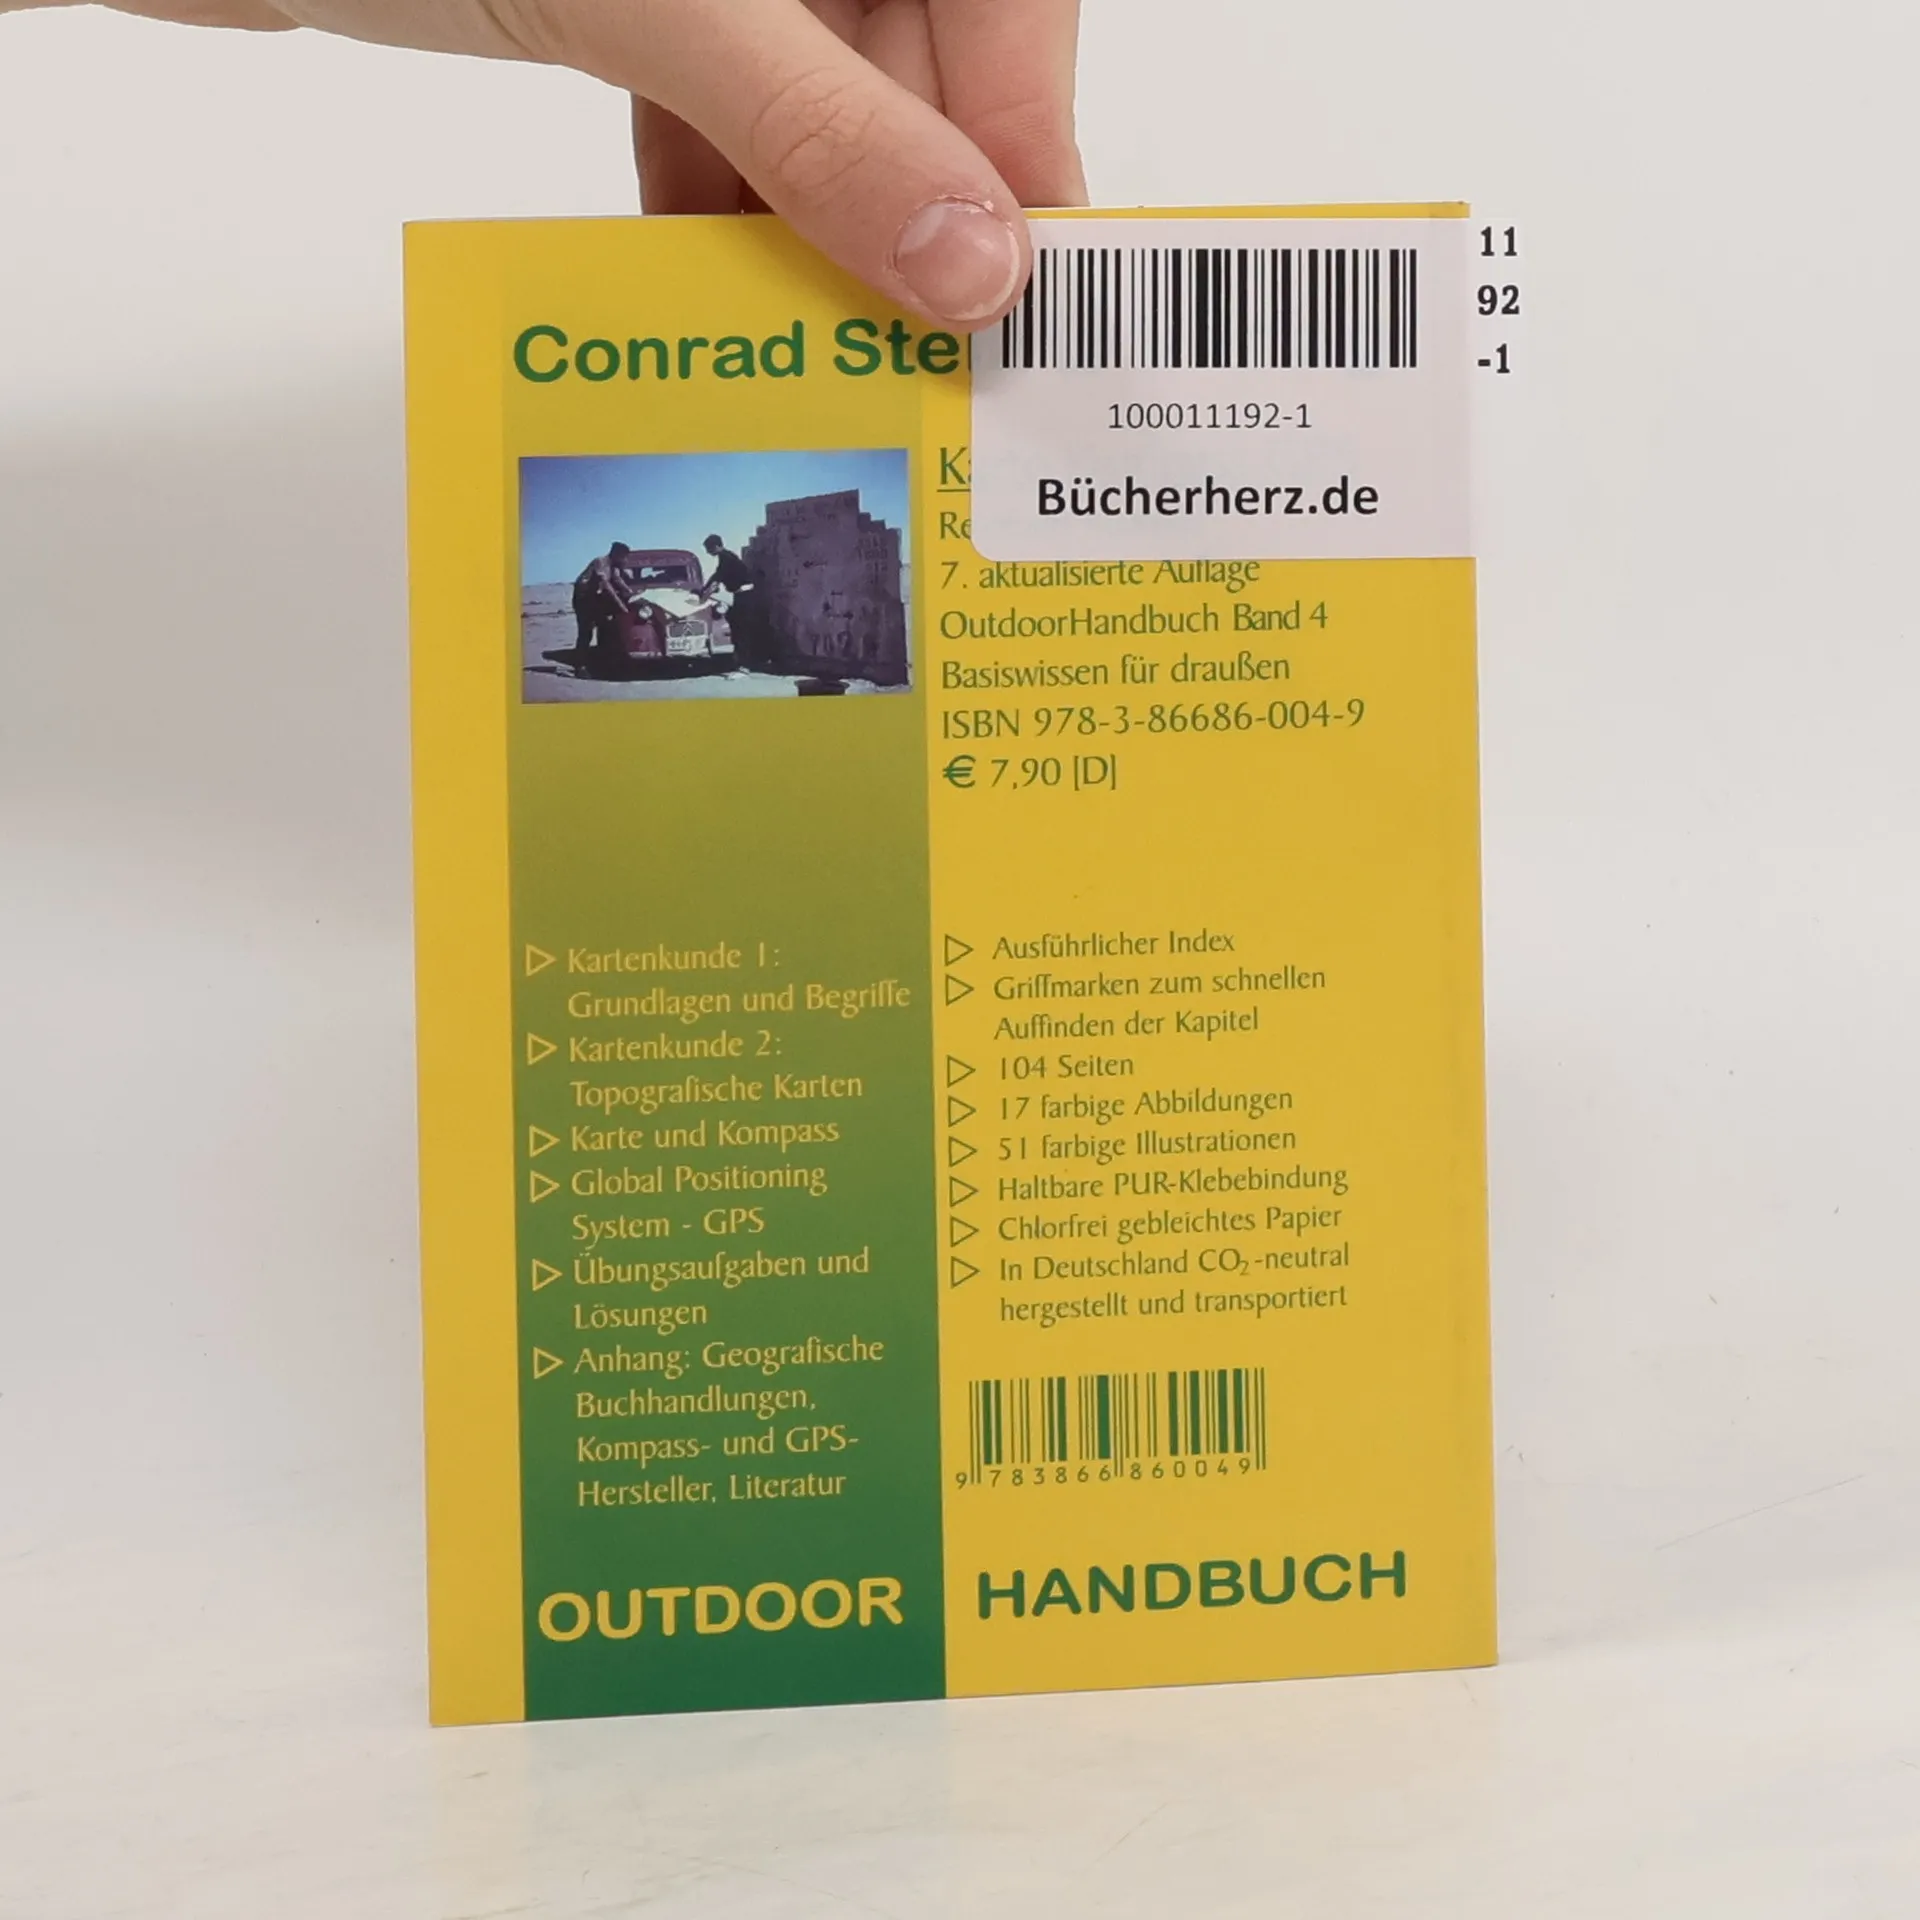 11
92
-1
100011192-1
Bücherherz.de
Conrad
7. aktualisierte Auflage
OutdoorHandbuch Band 4
Basiswissen für draußen
ISBN 978-3-86686-004-9
€ 7,90 [D]
Kartenkunde 1:
Grundlagen und Begriffe
Kartenkunde 2:
Topografische Karten
Karte und Kompass
Global Positioning
System - GPS
Übungsaufgaben und
Lösungen
Anhang: Geografische
Buchhandlungen,
Kompass- und GPS-
Hersteller, Literatur
Ausführlicher Index
Griffmarken zum schnellen
Auffinden der Kapitel
104 Seiten
17 farbige Abbildungen
51 farbige Illustrationen
Haltbare PUR-Klebebindung
Chlorfrei gebleichtes Papier
In Deutschland CO₂-neutral
hergestellt und transportiert
9 783866 860049
OUTDOOR HANDBUCH